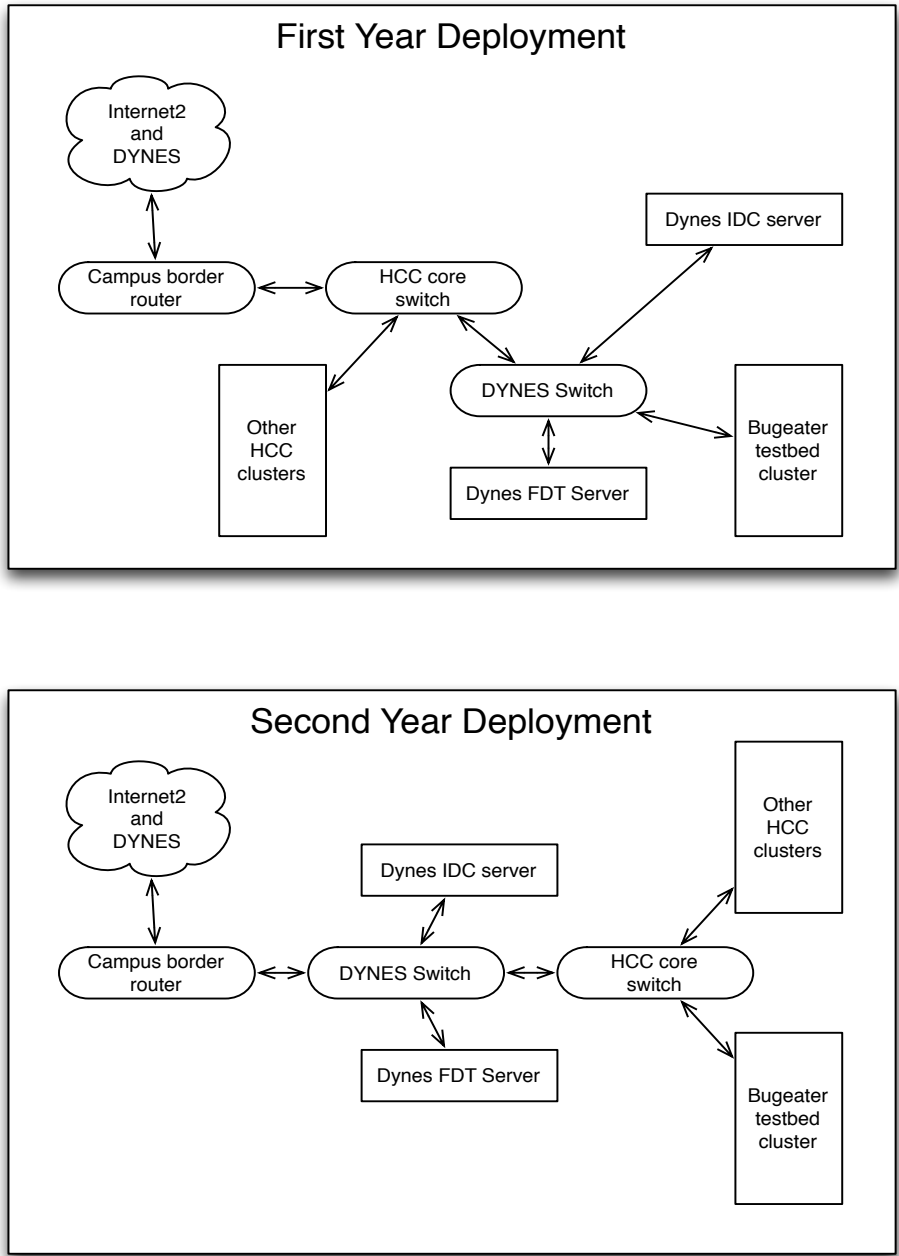 First Year Deployment
Internet2
and
DYNES
Dynes IDC server
Campus border
router
HCC core
switch
DYNES Switch
Other
HCC
clusters
Bugeater
testbed
cluster
Dynes FDT Server
Second Year Deployment
Internet2
and
DYNES
Other
HCC
clusters
Dynes IDC server
Campus border
router
DYNES Switch
HCC core
switch
Dynes FDT Server
Bugeater
testbed
cluster